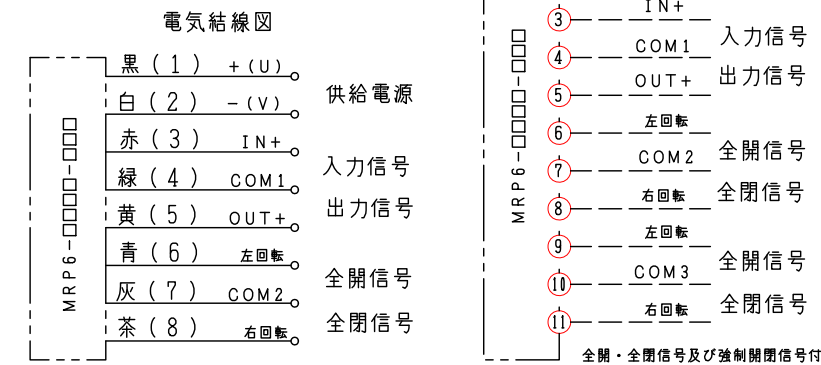 電気結線図
黒(1) +(U)
供給電源
白(2) -(V)
赤(3) IN+
入力信号
緑(4) COM1
出力信号
黄(5) OUT+
青(6) 左回転
全開信号
灰(7) COM2
全閉信号
茶(8) 右回転
MRP6-□□□□-□□□
3 IN+
入力信号
4 COM1
出力信号
5 OUT+
6 左回転
全開信号
7 COM2
全閉信号
8 右回転
9 左回転
全開信号
10 COM3
全閉信号
11 右回転
MRP6-□□□□-□□□
全開・全閉信号及び強制開閉信号付